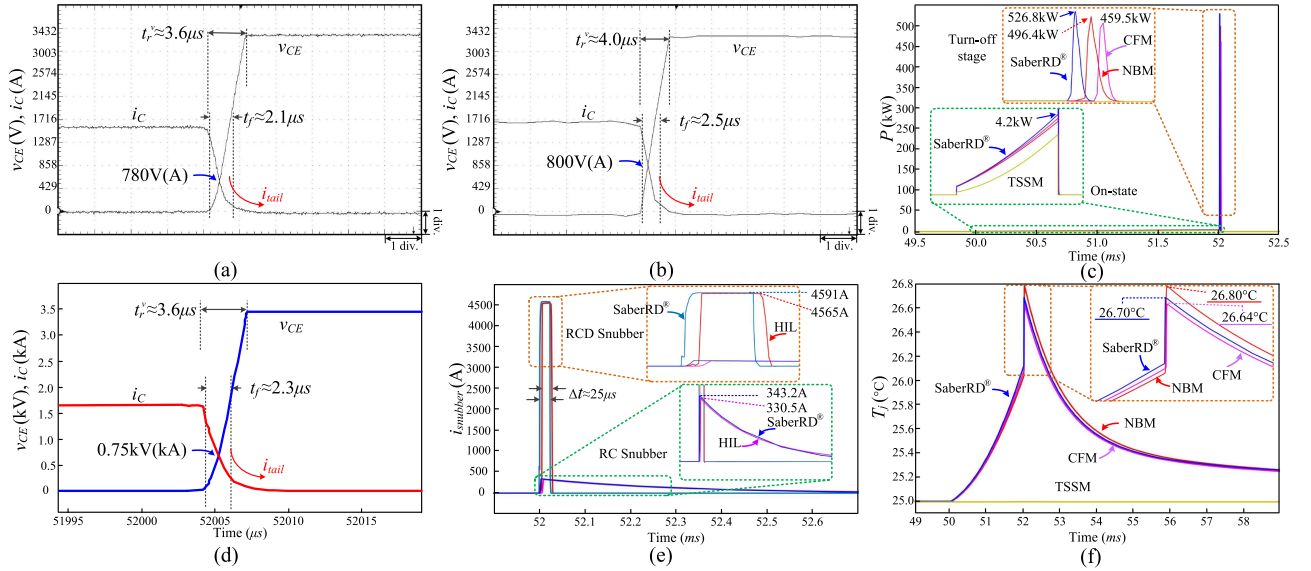 3432
3003
2574
2145
1716
1287
858
429
0
v_CE (V), i_C (A)
t_r^v≈3.6μs
v_CE
i_C
t_f≈2.1μs
780V(A)
i_tail
1 div.
1 div.
(a)
3432
3003
2574
2145
1716
1287
858
429
0
v_CE (V), i_C (A)
t_r^v≈4.0μs
v_CE
i_C
t_f≈2.5μs
800V(A)
i_tail
1 div.
1 div.
(b)
500
450
400
350
300
250
200
150
100
50
0
P (kW)
526.8kW
459.5kW
496.4kW
CFM
Turn-off
stage
SaberRD®
NBM
4.2kW
SaberRD®
TSSM
On-state
49.5
50.0
50.5
51.0
51.5
52
52.5
Time (ms)
(c)
3.5
3.0
2.5
2.0
1.5
1.0
0.5
0
v_CE (kV), i_C (kA)
t_r^v≈3.6μs
v_CE
t_f≈2.3μs
i_C
0.75kV(kA)
i_tail
51995
52000
52005
52010
52015
Time (μs)
(d)
4500
4000
3500
3000
2500
2000
1500
1000
500
0
i_snubber (A)
SaberRD®
4591A
4565A
RCD Snubber
HIL
Δt≈25μs
343.2A
330.5A
SaberRD®
HIL
RC Snubber
52
52.1
52.2
52.3
52.4
52.5
52.6
Time (ms)
(e)
26.8
26.6
26.4
26.2
26.0
25.8
25.6
25.4
25.2
25.0
T_j (°C)
26.80°C
26.70°C
26.64°C
SaberRD®
CFM
NBM
SaberRD®
NBM
CFM
TSSM
49
50
51
52
53
54
55
56
57
58
Time (ms)
(f)